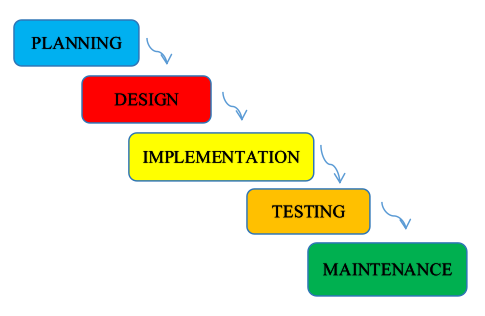 PLANNING
DESIGN
IMPLEMENTATION
TESTING
MAINTENANCE